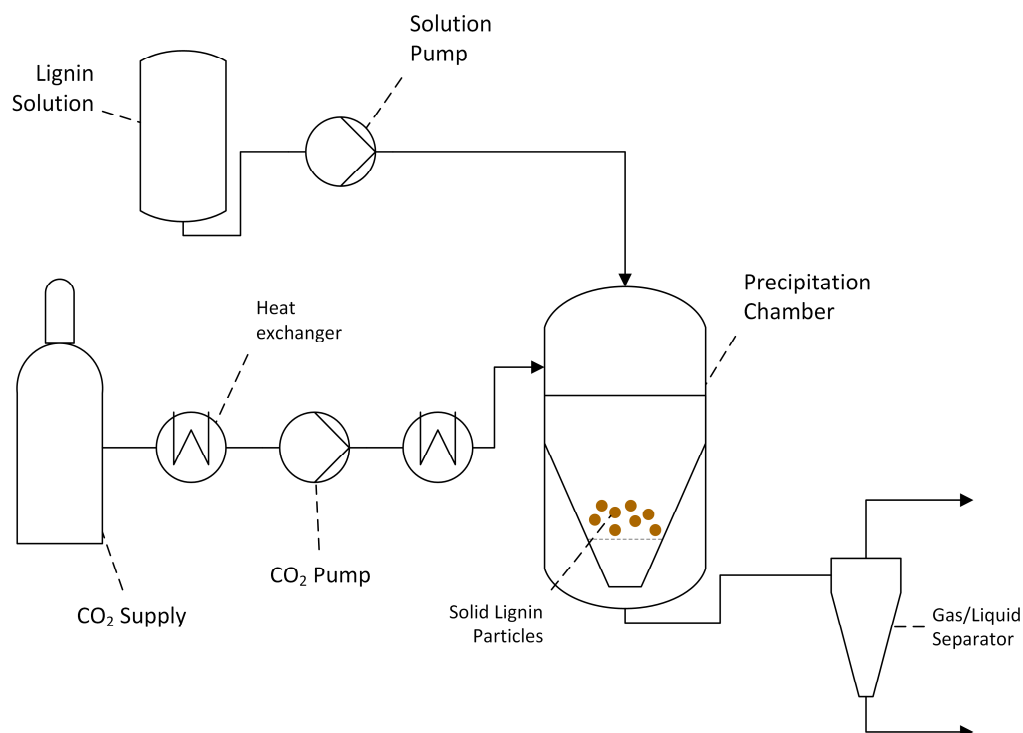 Solution
Pump
Lignin
Solution
Precipitation
Chamber
Heat
exchanger
CO₂ Pump
CO₂ Supply
Solid Lignin
Particles
Gas/Liquid
Separator